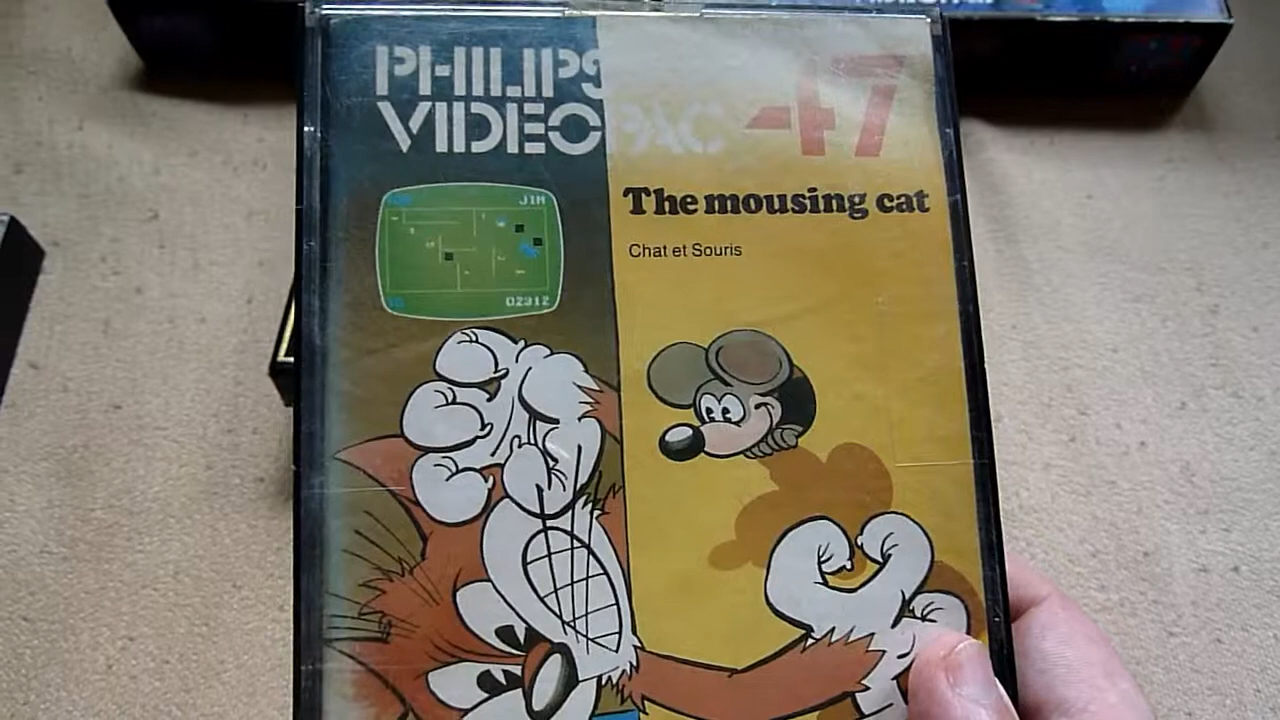 PHILIPS
VIDEOPAC 47
JIM
02312
The mousing cat
Chat et Souris